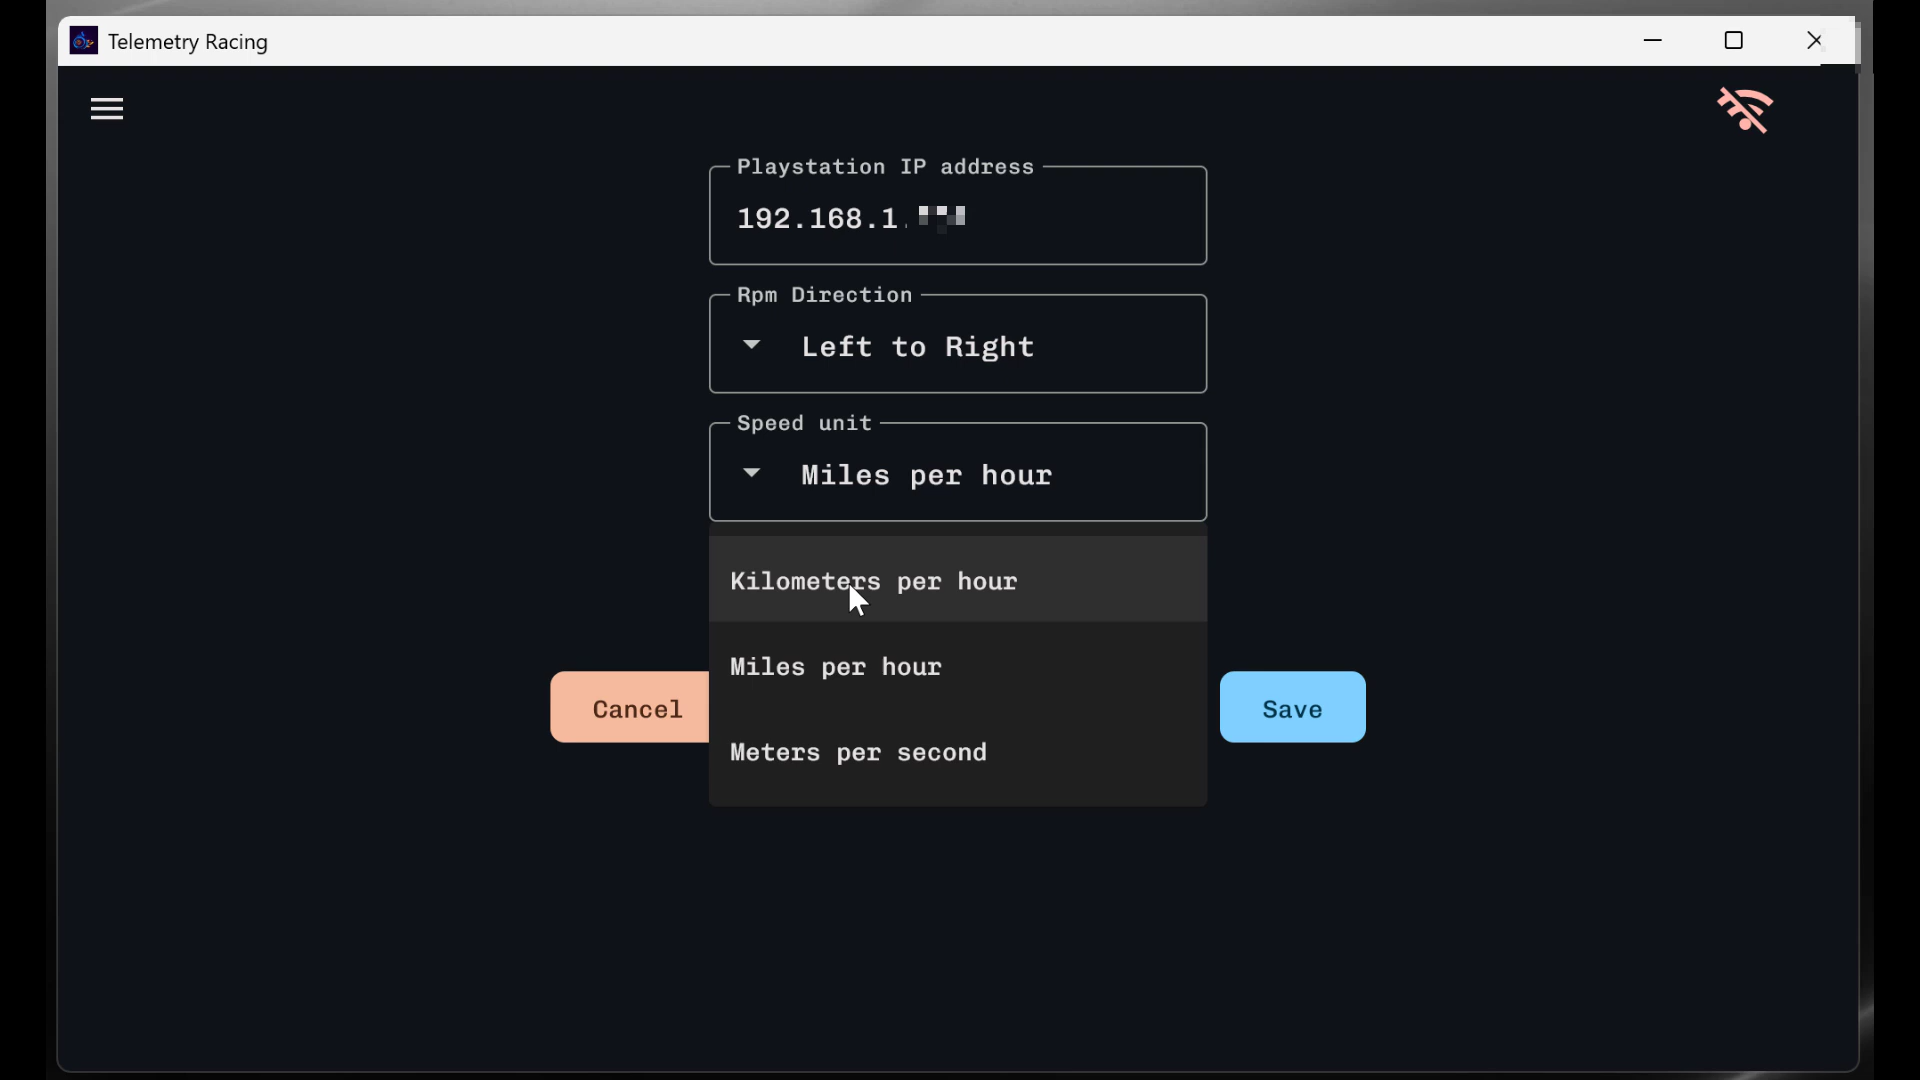 Telemetry Racing
Playstation IP address
192.168.1.
Rpm Direction
Left to Right
Speed unit
Miles per hour
Kilometers per hour
Miles per hour
Cancel
Save
Meters per second